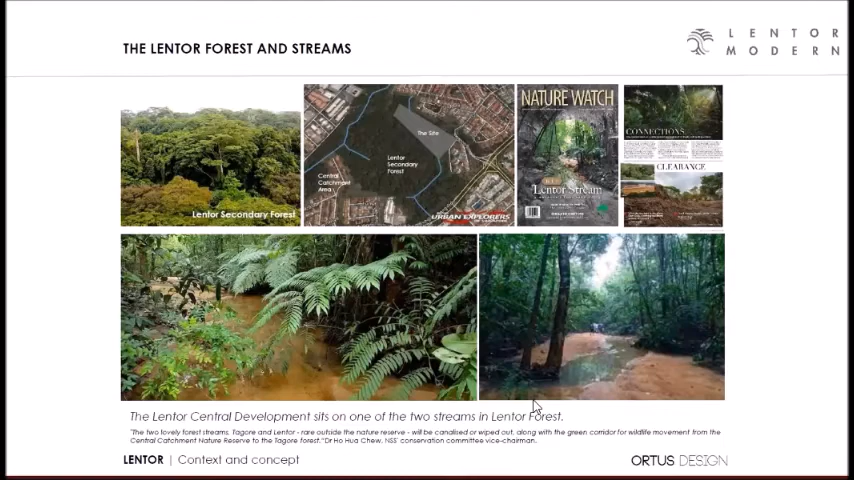 THE LENTOR FOREST AND STREAMS
LENTOR
MODERN
Lentor Secondary Forest
The Site
Lentor
Secondary
Forest
Central
Catchment
Area
URBAN EXPLORERS
NATURE WATCH
Lentor Stream
CONNECTIONS
CLEARANCE
The Lentor Central Development sits on one of the two streams in Lentor Forest.
"The two lovely forest streams, Tagore and Lentor - rare outside the nature reserve - will be canalised or wiped out, along with the green corridor for wildlife movement from the
Central Catchment Nature Reserve to the Tagore forest." Dr Ho Hua Chew, NSS' conservation committee vice-chairman.
LENTOR | Context and concept
ORTUS DESIGN